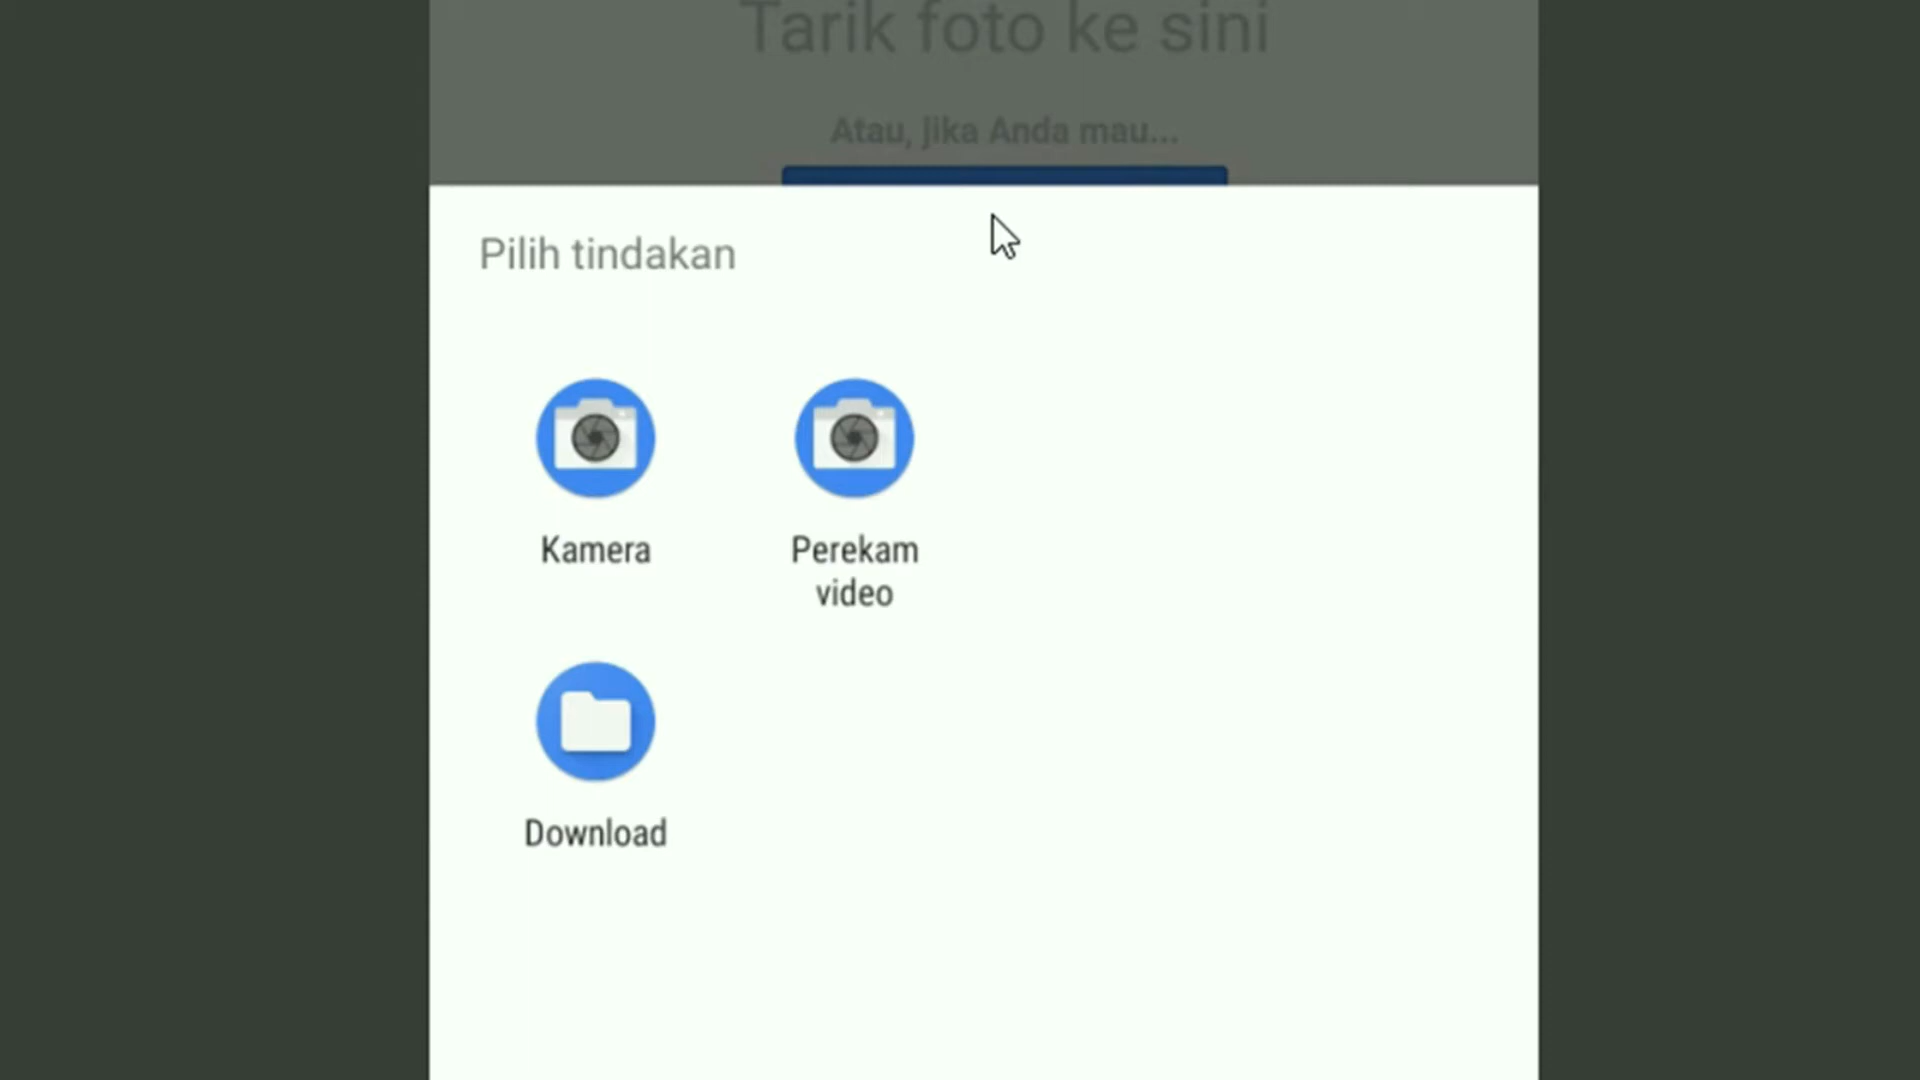 Tarik foto ke sini
Atau, jika Anda mau...
Pilih tindakan
Kamera
Perekam
video
Download